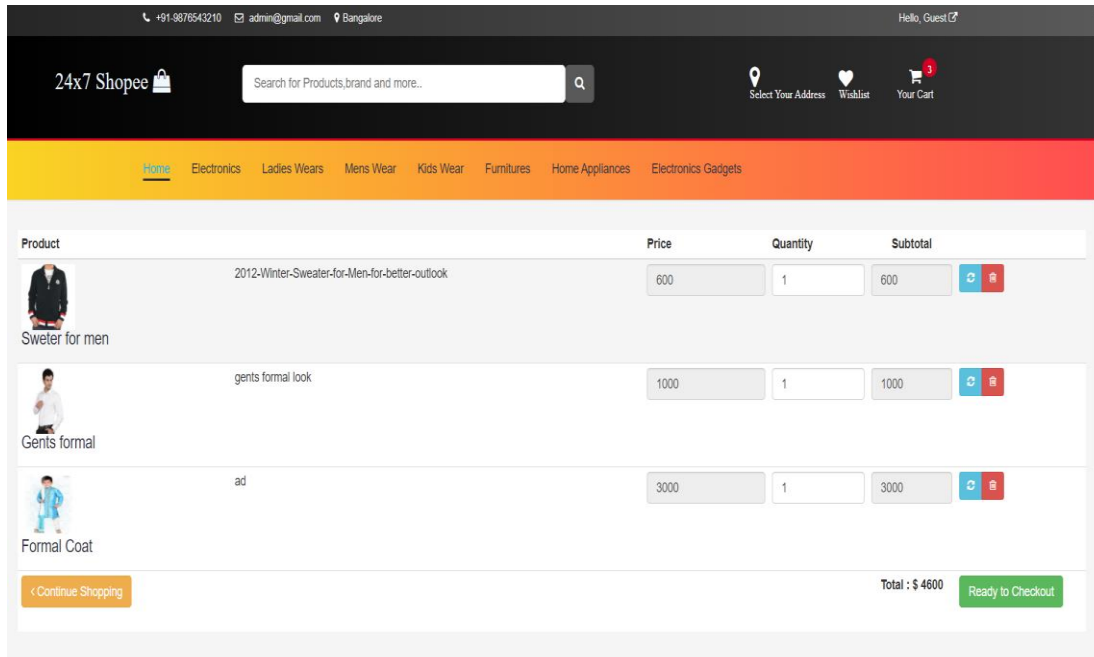 +91-9876543210 admin@gmail.com Bangalore Hello, Guest
24x7 Shopee Search for Products,brand and more.. Select Your Address Wishlist 3 Your Cart
Home Electronics Ladies Wears Mens Wear Kids Wear Furnitures Home Appliances Electronics Gadgets
Product Price Quantity Subtotal
2012-Winter-Sweater-for-Men-for-better-outlook 600 1 600
Sweter for men
gents formal look 1000 1 1000
Gents formal
ad 3000 1 3000
Formal Coat
Continue Shopping Total : $ 4600 Ready to Checkout